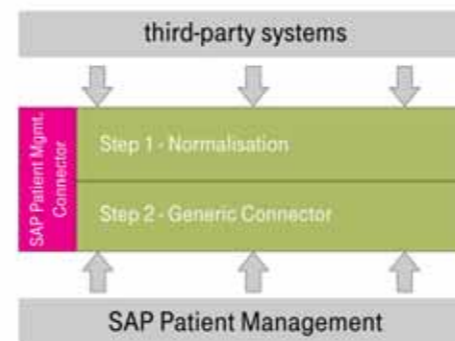 third-party systems
SAP Patient Mgmt.
Connector
Step 1 - Normalisation
Step 2 - Generic Connector
SAP Patient Management